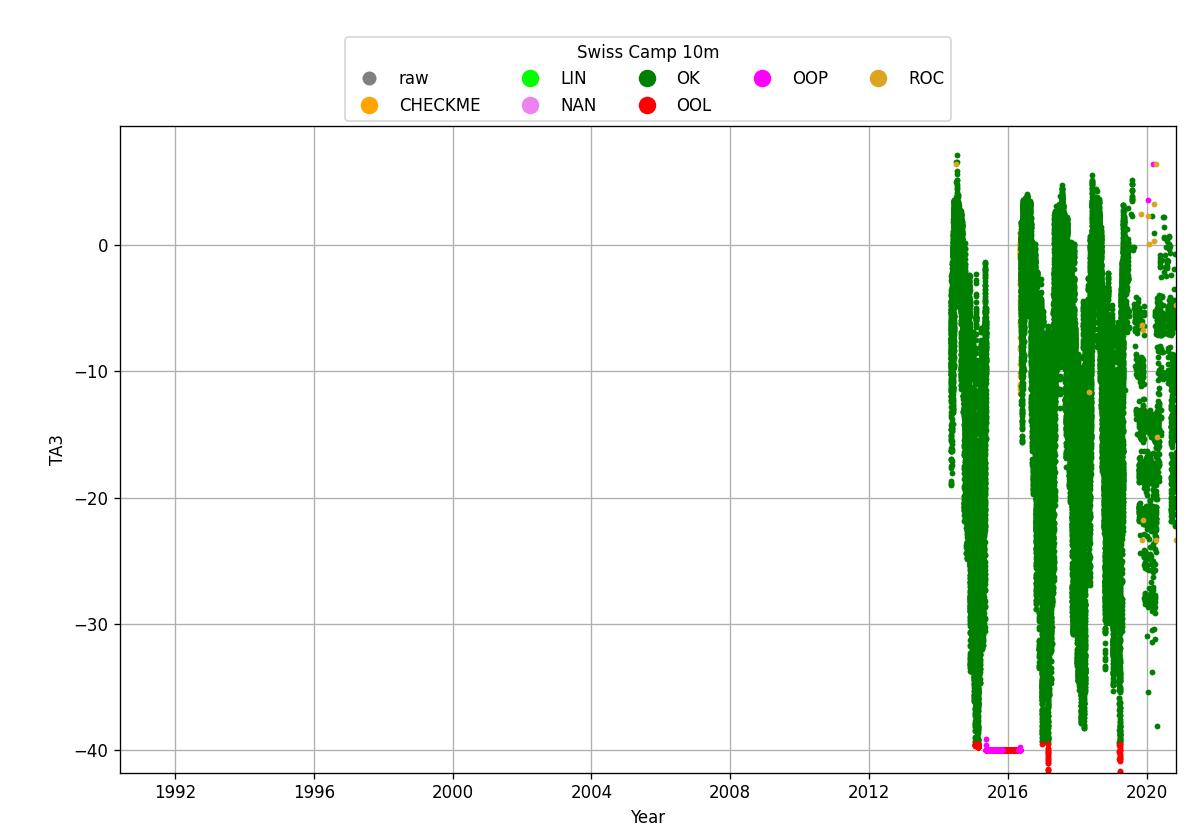 Swiss Camp 10m
raw LIN OK OOP ROC
CHECKME NAN OOL
TA3
0
−10
−20
−30
−40
1992 1996 2000 2004 2008 2012 2016 2020
Year